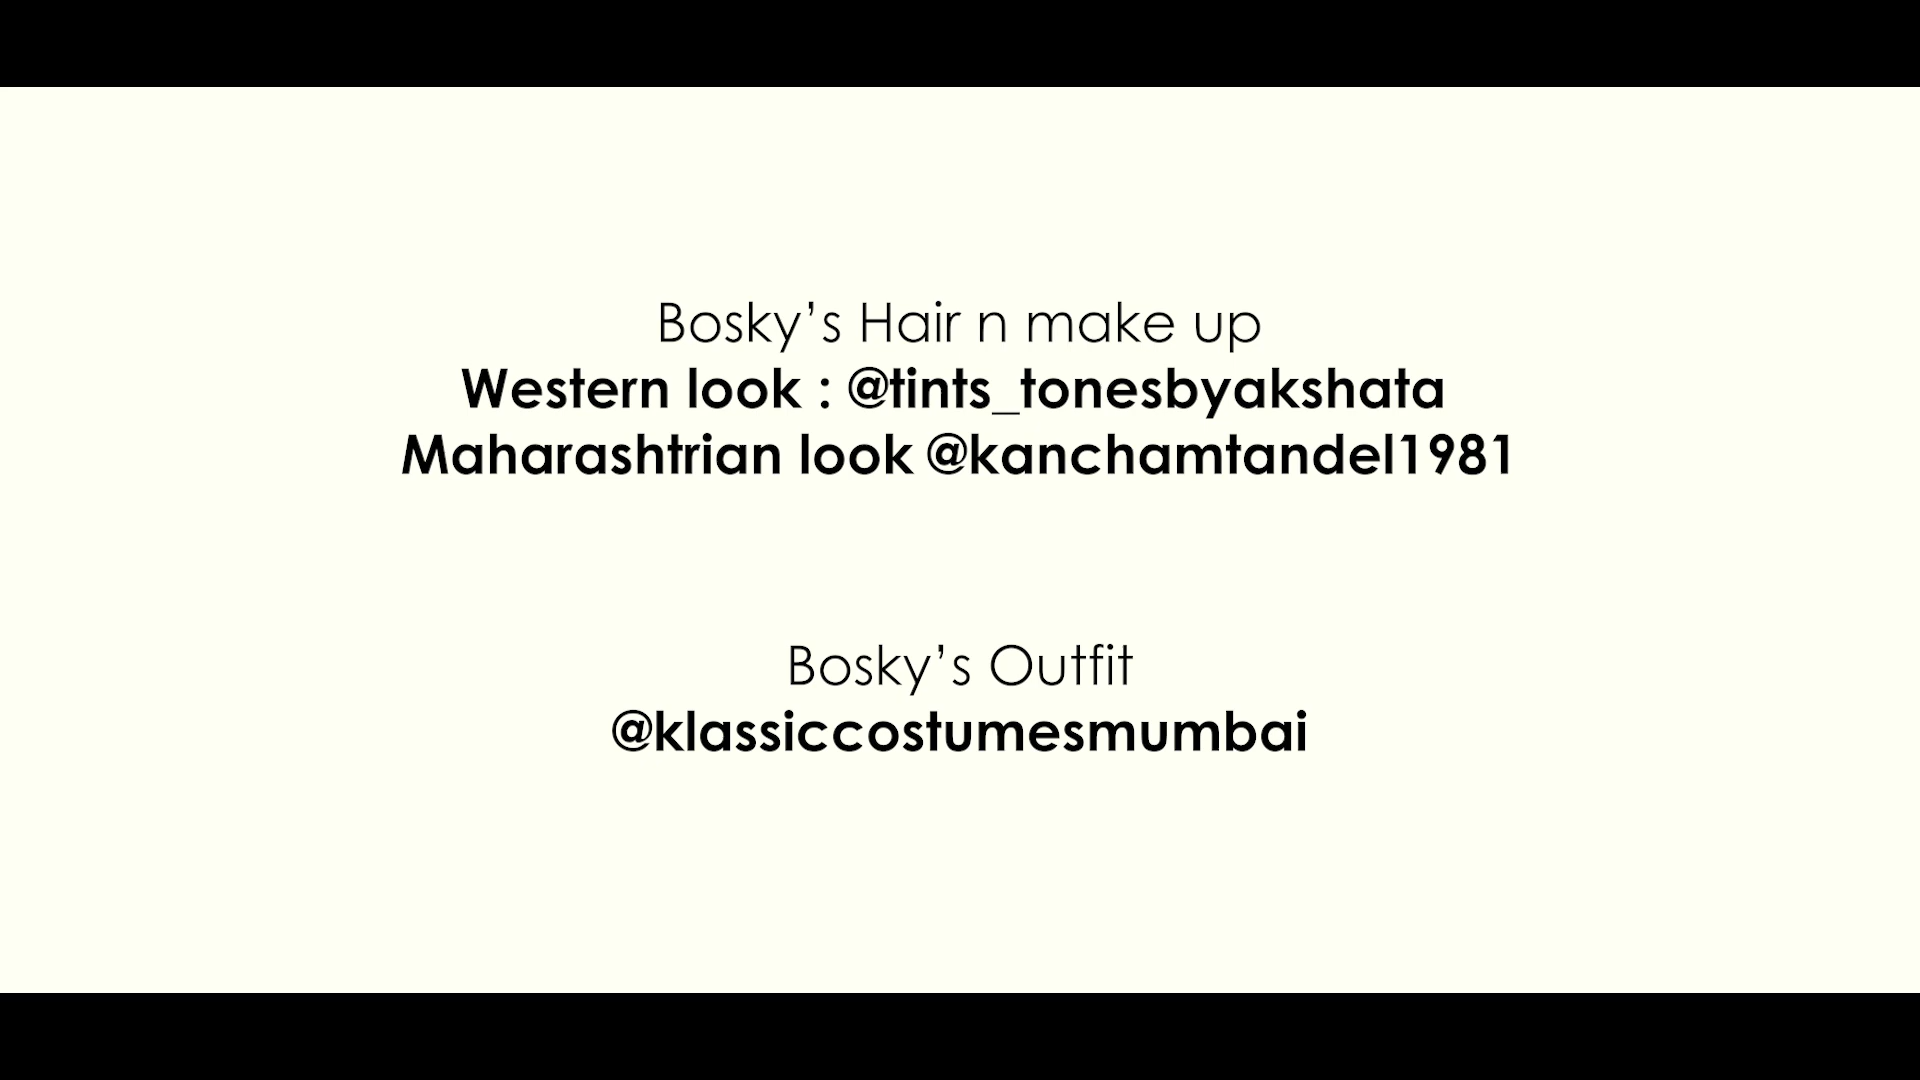 Bosky’s Hair n make up
Western look : @tints_tonesbyakshata
Maharashtrian look @kanchamtandel1981
Bosky’s Outfit
@klassiccostumesmumbai